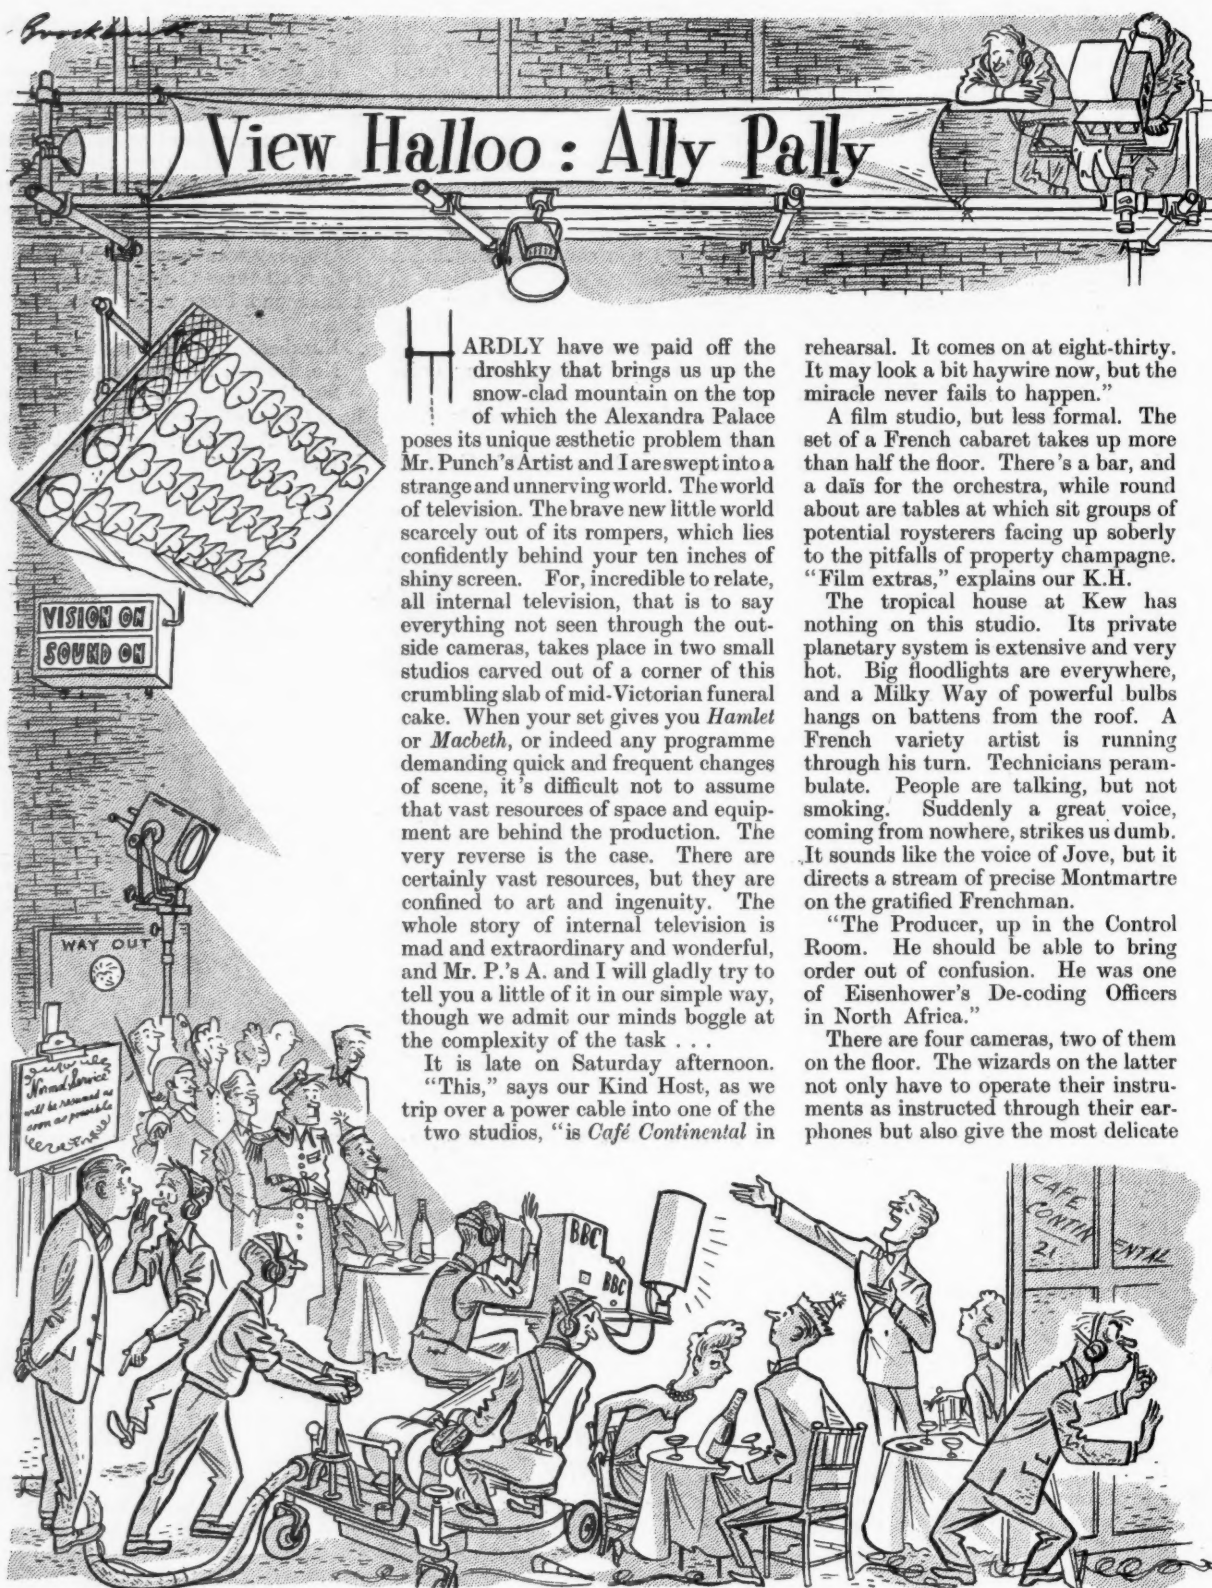 Brockbank
View Halloo : Ally Pally
HARDLY have we paid off the
droshky that brings us up the
snow-clad mountain on the top
of which the Alexandra Palace
poses its unique æsthetic problem than
Mr. Punch's Artist and I are swept into a
strange and unnerving world. The world
of television. The brave new little world
scarcely out of its rompers, which lies
confidently behind your ten inches of
shiny screen. For, incredible to relate,
all internal television, that is to say
everything not seen through the out-
side cameras, takes place in two small
studios carved out of a corner of this
crumbling slab of mid-Victorian funeral
cake. When your set gives you Hamlet
or Macbeth, or indeed any programme
demanding quick and frequent changes
of scene, it's difficult not to assume
that vast resources of space and equip-
ment are behind the production. The
very reverse is the case. There are
certainly vast resources, but they are
confined to art and ingenuity. The
whole story of internal television is
mad and extraordinary and wonderful,
and Mr. P.'s A. and I will gladly try to
tell you a little of it in our simple way,
though we admit our minds boggle at
the complexity of the task . . .
It is late on Saturday afternoon.
"This," says our Kind Host, as we
trip over a power cable into one of the
two studios, "is Café Continental in
rehearsal. It comes on at eight-thirty.
It may look a bit haywire now, but the
miracle never fails to happen."
A film studio, but less formal. The
set of a French cabaret takes up more
than half the floor. There's a bar, and
a daïs for the orchestra, while round
about are tables at which sit groups of
potential roysterers facing up soberly
to the pitfalls of property champagne.
"Film extras," explains our K.H.
The tropical house at Kew has
nothing on this studio. Its private
planetary system is extensive and very
hot. Big floodlights are everywhere,
and a Milky Way of powerful bulbs
hangs on battens from the roof. A
French variety artist is running
through his turn. Technicians peram-
bulate. People are talking, but not
smoking. Suddenly a great voice,
coming from nowhere, strikes us dumb.
It sounds like the voice of Jove, but it
directs a stream of precise Montmartre
on the gratified Frenchman.
"The Producer, up in the Control
Room. He should be able to bring
order out of confusion. He was one
of Eisenhower's De-coding Officers
in North Africa."
There are four cameras, two of them
on the floor. The wizards on the latter
not only have to operate their instru-
ments as instructed through their ear-
phones but also give the most delicate
VISION ON
SOUND ON
WAY OUT
Normal Service
will be resumed as
soon as possible
BBC
BBC
CAFE
CONTINENTAL
21